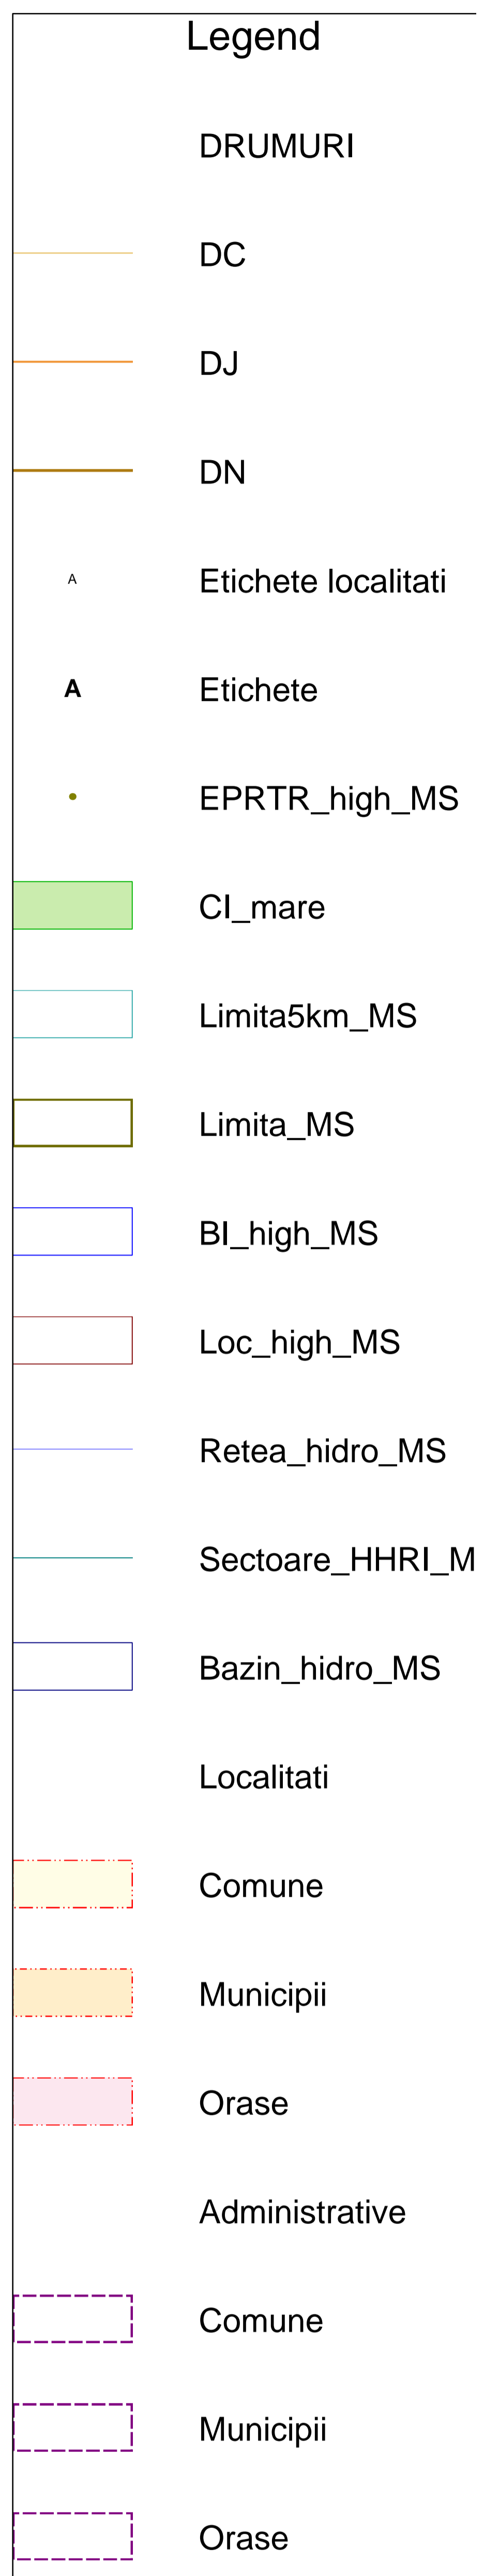 Legend
DRUMURI
DC
DJ
DN
A Etichete localitati
A Etichete
EPRTR_high_MS
CI_mare
Limita5km_MS
Limita_MS
BI_high_MS
Loc_high_MS
Retea_hidro_MS
Sectoare_HHRI_M
Bazin_hidro_MS
Localitati
Comune
Municipii
Orase
Administrative
Comune
Municipii
Orase